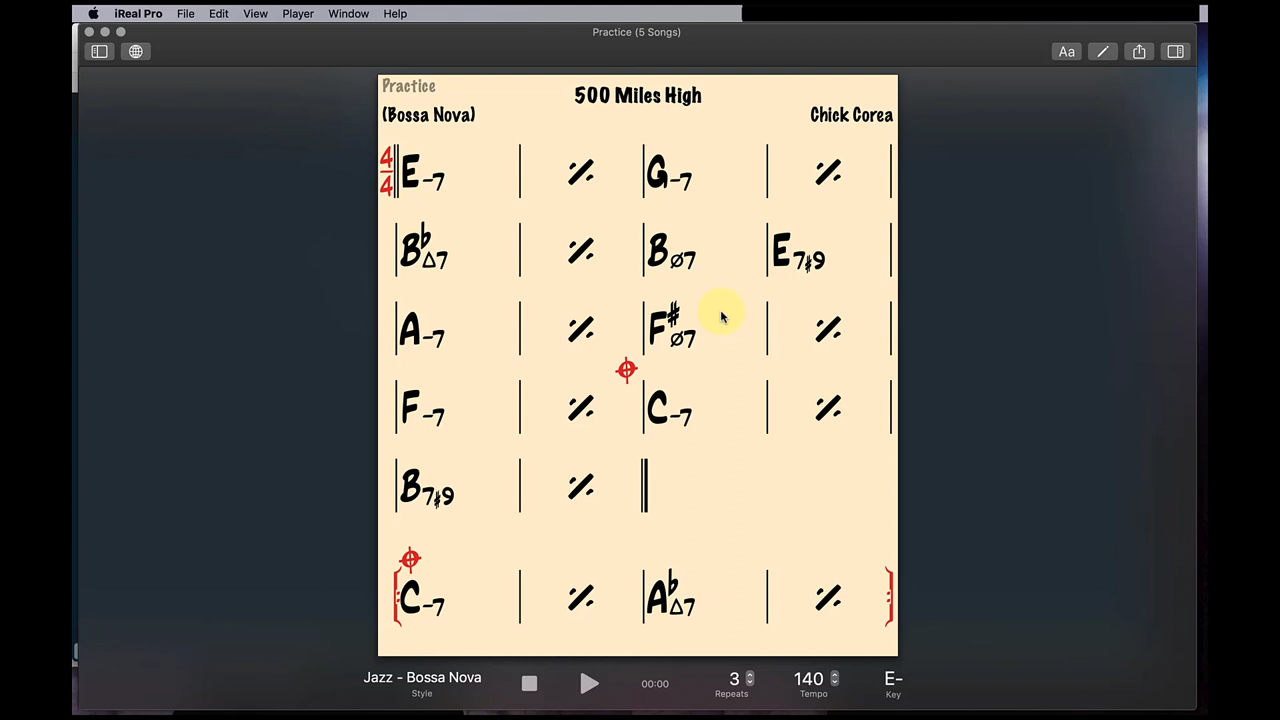 iReal Pro File Edit View Player Window Help
Practice (5 Songs)
Aa
Practice
500 Miles High
(Bossa Nova) Chick Corea
4/4 E-7 | 𝄎 | G-7 | 𝄎
B♭△7 | 𝄎 | Bø7 | E7♯9
A-7 | 𝄎 | F♯ø7 | 𝄎
F-7 | 𝄎 | C-7 | 𝄎
B7♯9 | 𝄎
C-7 | 𝄎 | A♭△7 | 𝄎
Jazz - Bossa Nova 00:00 3 140 E-
Style Repeats Tempo Key